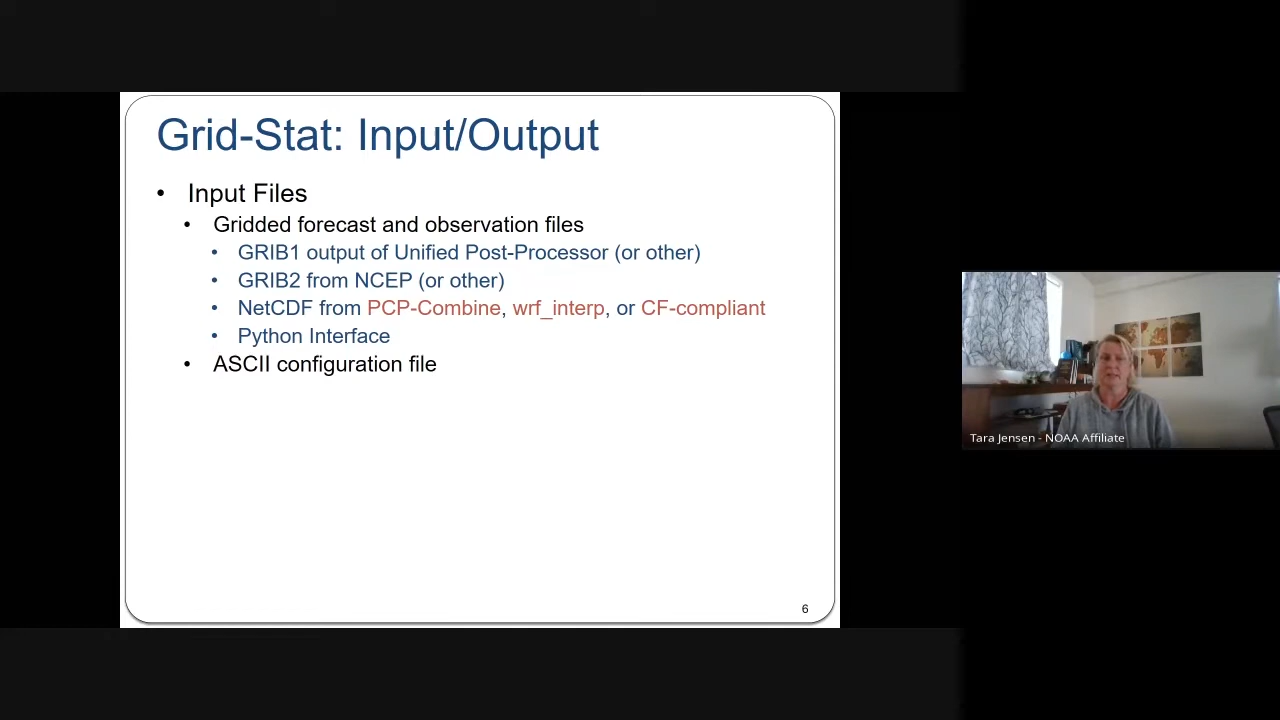 Grid-Stat: Input/Output
• Input Files
• Gridded forecast and observation files
• GRIB1 output of Unified Post-Processor (or other)
• GRIB2 from NCEP (or other)
• NetCDF from PCP-Combine, wrf_interp, or CF-compliant
• Python Interface
• ASCII configuration file
6
Tara Jensen - NOAA Affiliate